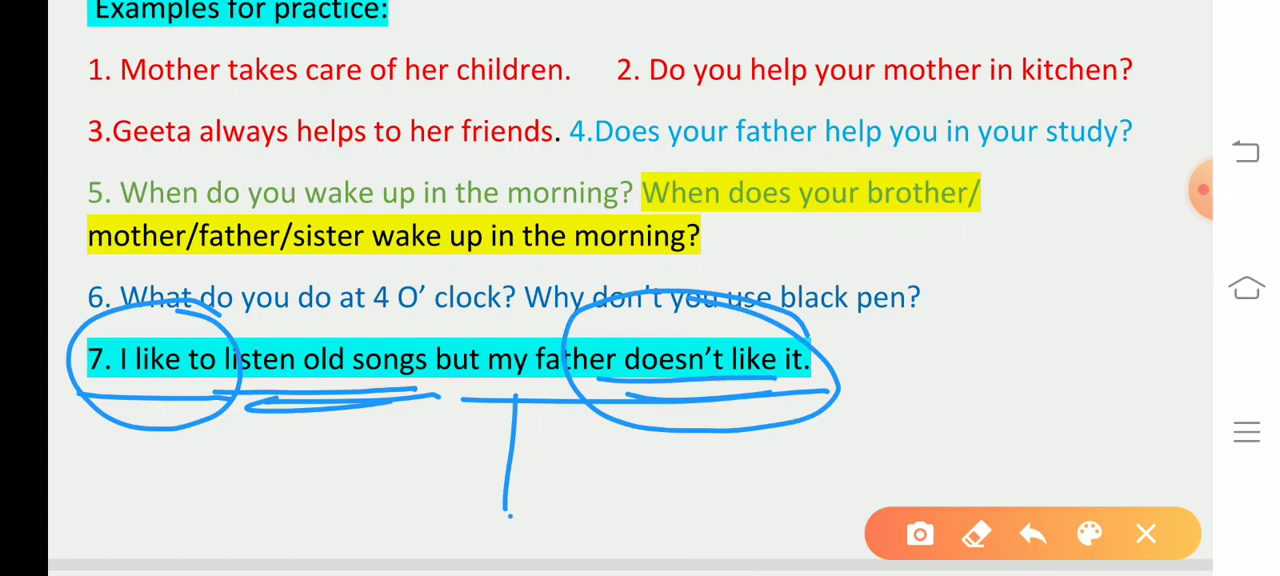 Examples for practice:
1. Mother takes care of her children. 2. Do you help your mother in kitchen?
3.Geeta always helps to her friends. 4.Does your father help you in your study?
5. When do you wake up in the morning? When does your brother/
mother/father/sister wake up in the morning?
6. What do you do at 4 O’ clock? Why don’t you use black pen?
7. I like to listen old songs but my father doesn’t like it.